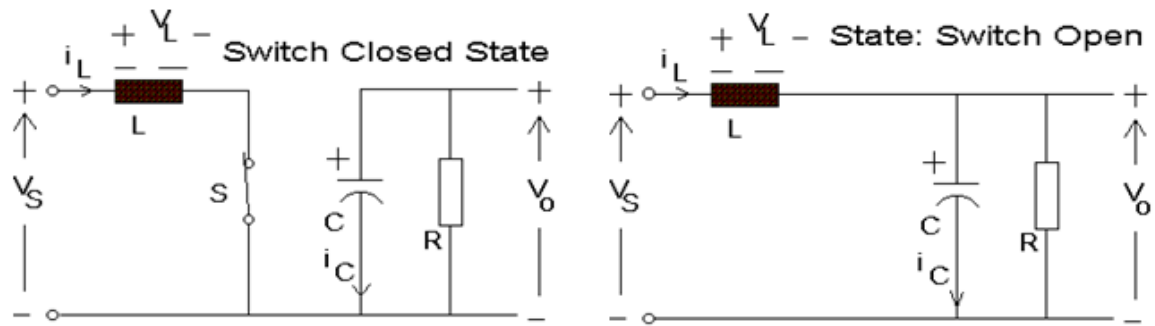 + VL -
Switch Closed State
iL
+
+
L
+
VS
S
C
R
Vo
iC
-
-
+ VL -
State: Switch Open
iL
+
+
L
+
VS
C
R
Vo
iC
-
-